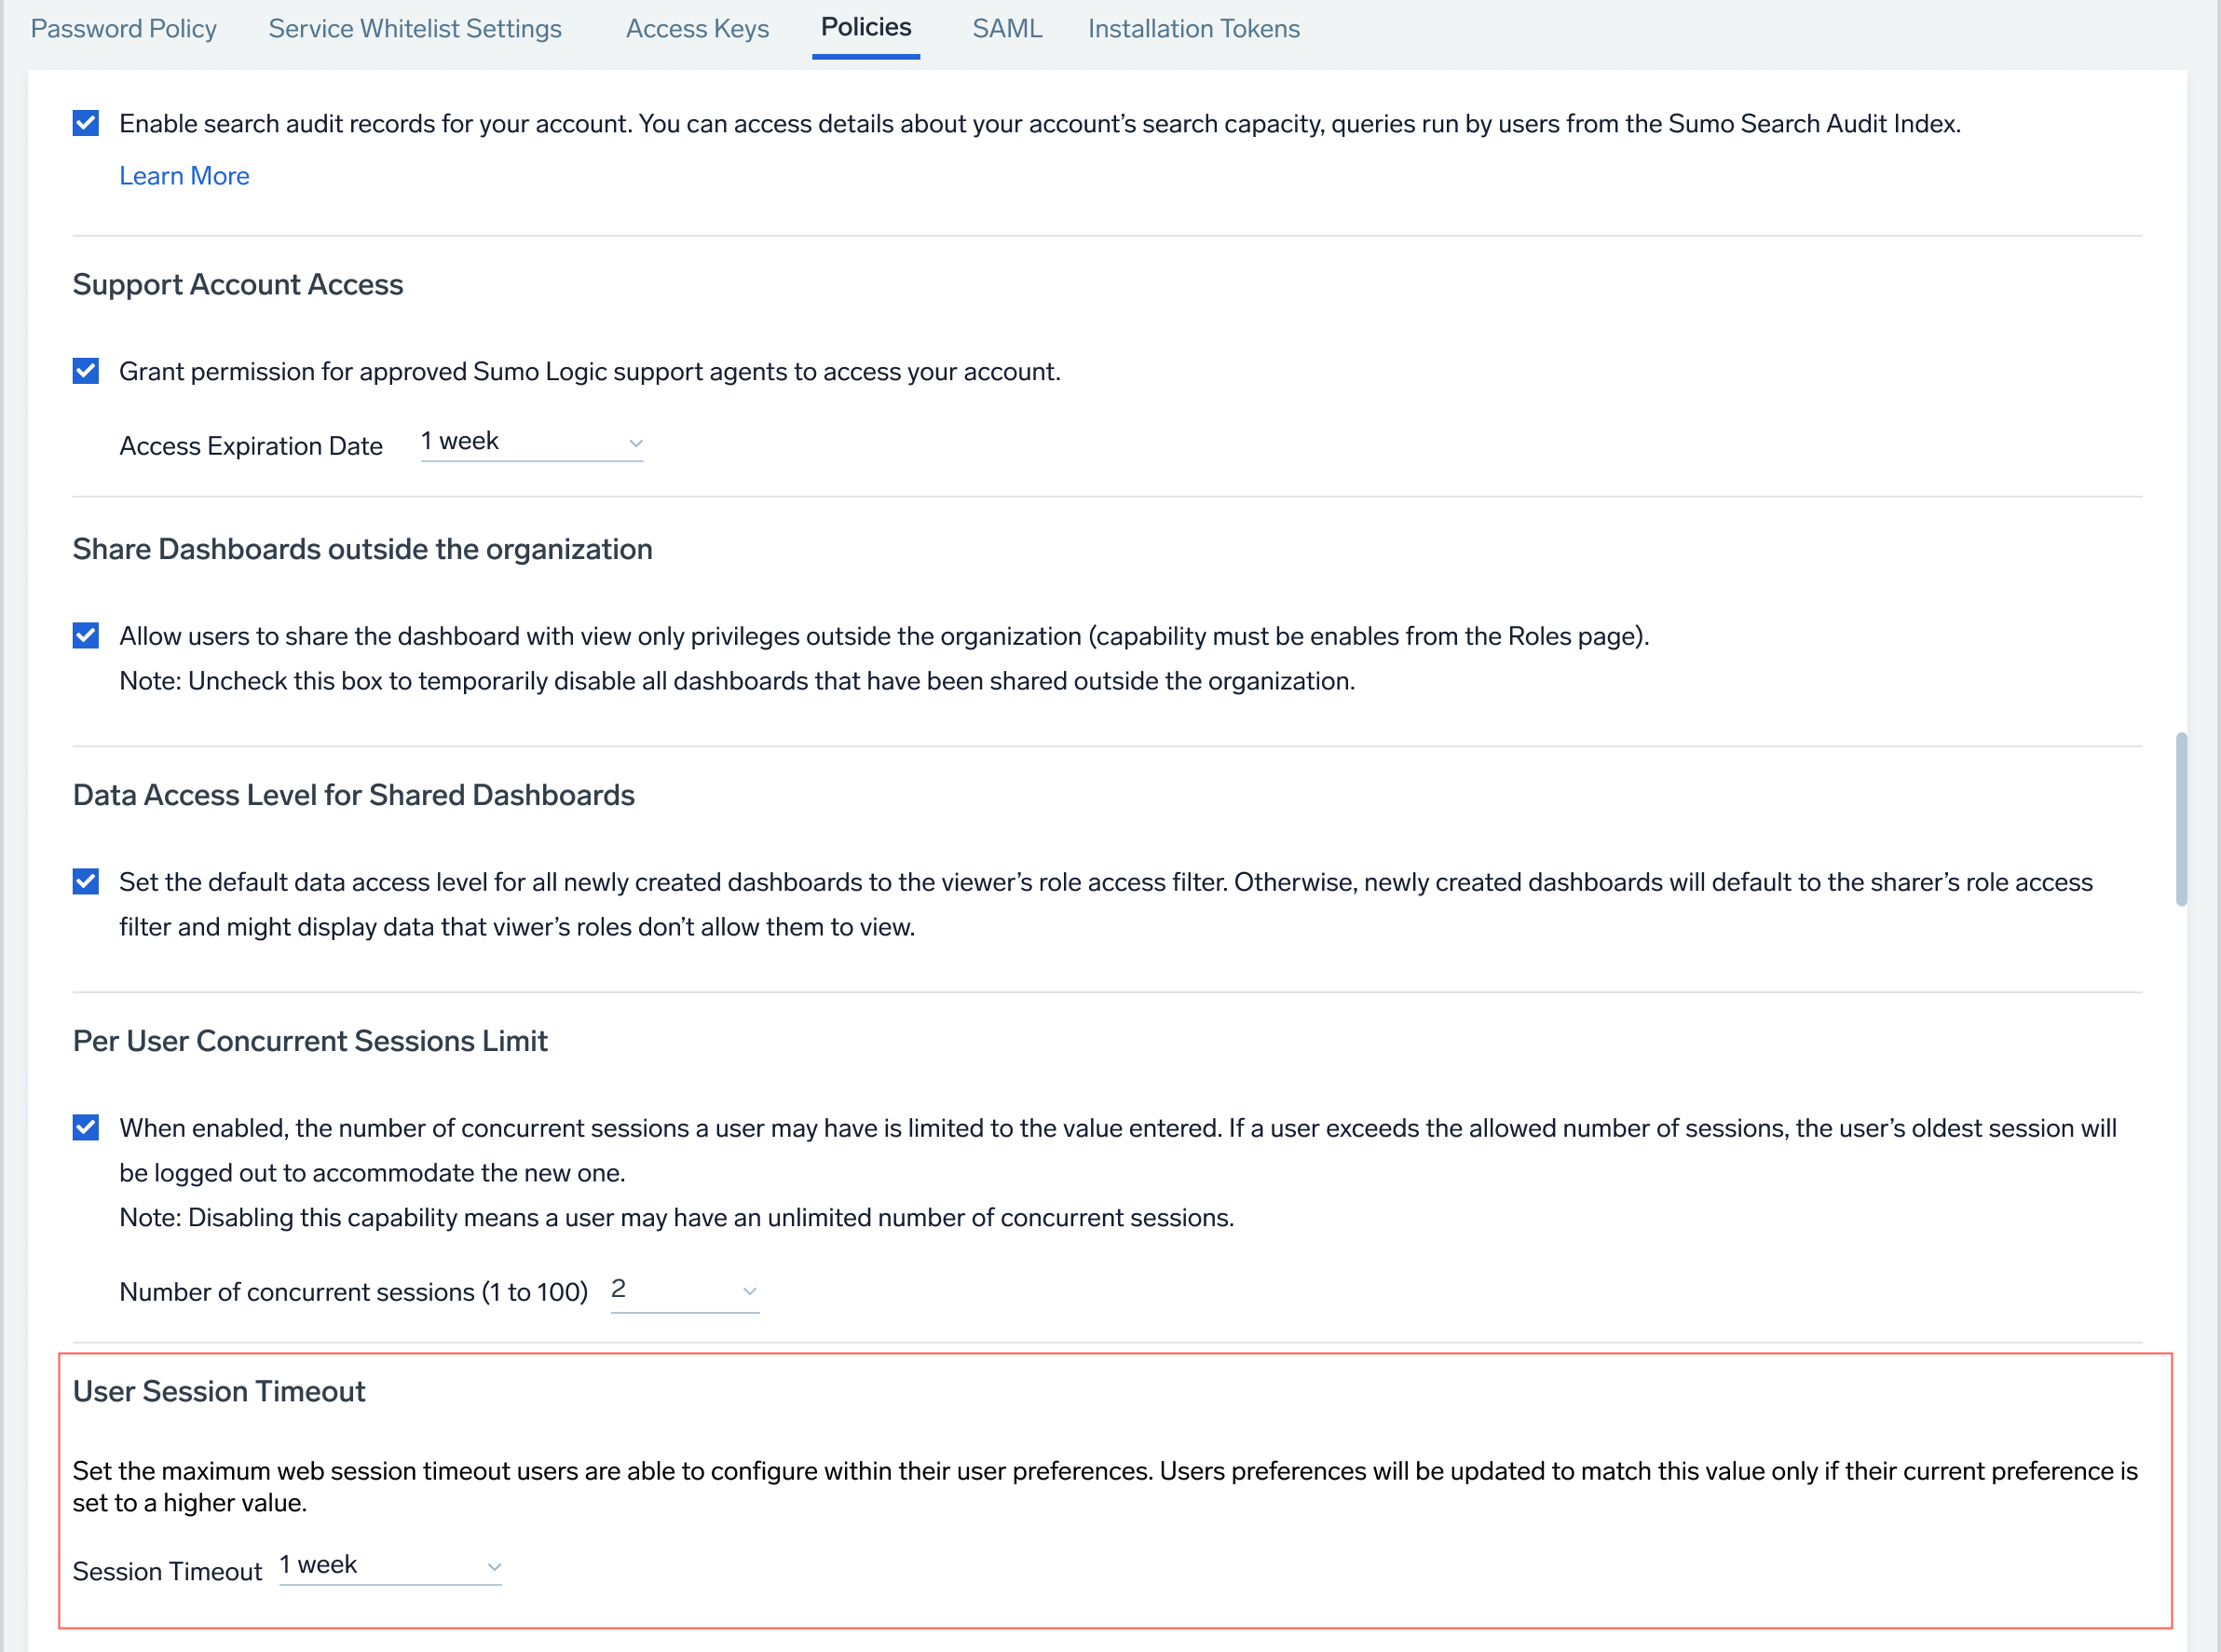 Password Policy Service Whitelist Settings Access Keys Policies SAML Installation Tokens
Enable search audit records for your account. You can access details about your account’s search capacity, queries run by users from the Sumo Search Audit Index.
Learn More
Support Account Access
Grant permission for approved Sumo Logic support agents to access your account.
Access Expiration Date 1 week
Share Dashboards outside the organization
Allow users to share the dashboard with view only privileges outside the organization (capability must be enables from the Roles page).
Note: Uncheck this box to temporarily disable all dashboards that have been shared outside the organization.
Data Access Level for Shared Dashboards
Set the default data access level for all newly created dashboards to the viewer’s role access filter. Otherwise, newly created dashboards will default to the sharer’s role access
filter and might display data that viwer’s roles don’t allow them to view.
Per User Concurrent Sessions Limit
When enabled, the number of concurrent sessions a user may have is limited to the value entered. If a user exceeds the allowed number of sessions, the user’s oldest session will
be logged out to accommodate the new one.
Note: Disabling this capability means a user may have an unlimited number of concurrent sessions.
Number of concurrent sessions (1 to 100) 2
User Session Timeout
Set the maximum web session timeout users are able to configure within their user preferences. Users preferences will be updated to match this value only if their current preference is
set to a higher value.
Session Timeout 1 week